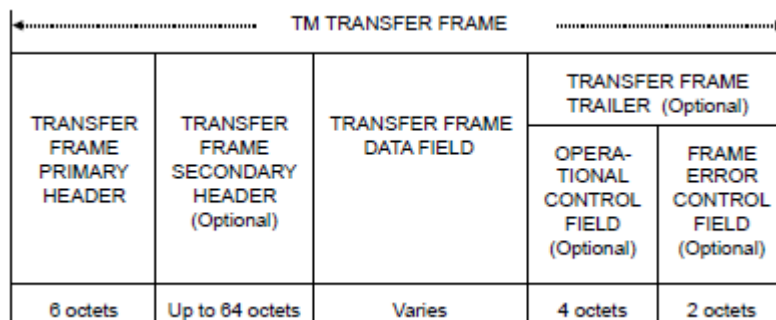 TM TRANSFER FRAME
TRANSFER
FRAME
PRIMARY
HEADER
TRANSFER
FRAME
SECONDARY
HEADER
(Optional)
TRANSFER FRAME
DATA FIELD
TRANSFER FRAME
TRAILER (Optional)
OPERA-
TIONAL
CONTROL
FIELD
(Optional)
FRAME
ERROR
CONTROL
FIELD
(Optional)
6 octets
Up to 64 octets
Varies
4 octets
2 octets